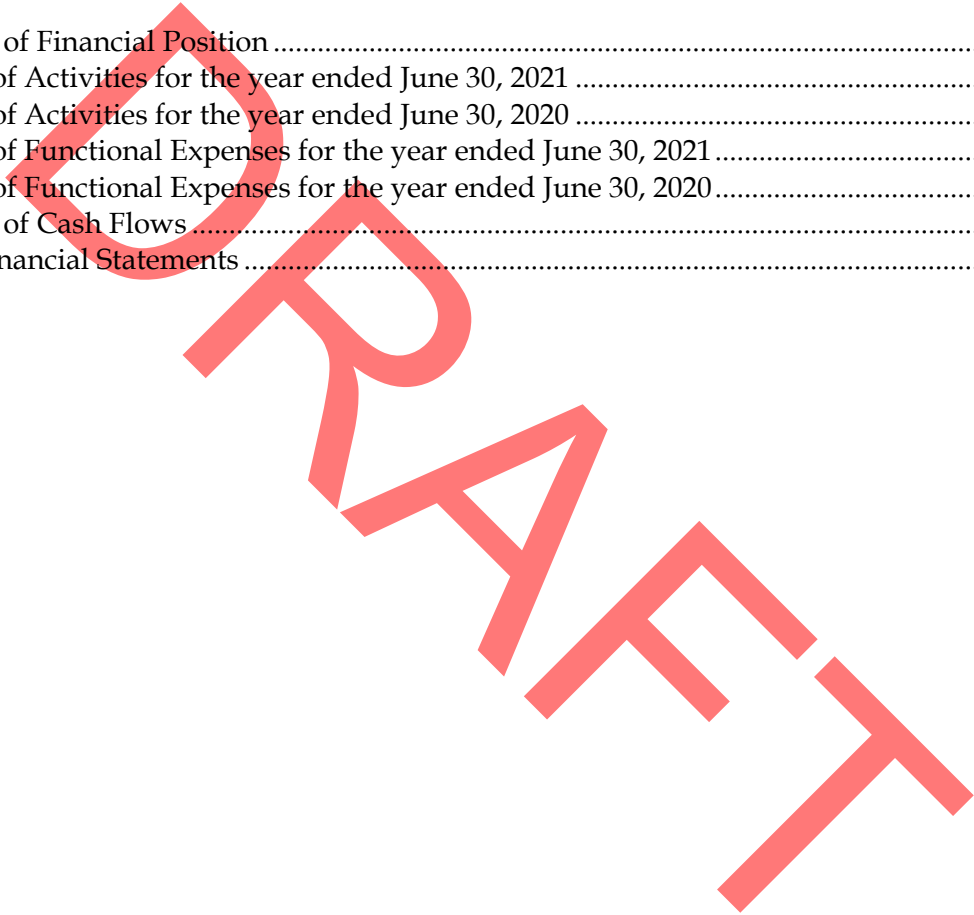 of Financial Position ............................................................................................................
of Activities for the year ended June 30, 2021 ......................................................
of Activities for the year ended June 30, 2020 ......................................................
of Functional Expenses for the year ended June 30, 2021 ...................................
of Functional Expenses for the year ended June 30, 2020 ...................................
of Cash Flows ..........................................................................................................
nancial Statements ...................................................................................................
DRAFT